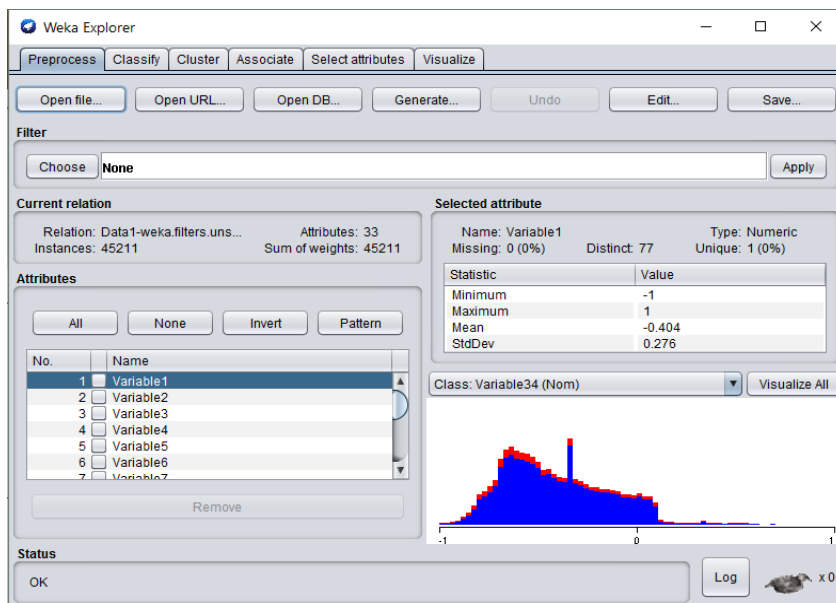 Weka Explorer
Preprocess Classify Cluster Associate Select attributes Visualize
Open file... Open URL... Open DB... Generate... Undo Edit... Save...
Filter
Choose None Apply
Current relation
Relation: Data1-weka.filters.uns... Attributes: 33
Instances: 45211 Sum of weights: 45211
Attributes
All None Invert Pattern
No. Name
1 Variable1
2 Variable2
3 Variable3
4 Variable4
5 Variable5
6 Variable6
7 Variable7
Remove
Selected attribute
Name: Variable1 Type: Numeric
Missing: 0 (0%) Distinct: 77 Unique: 1 (0%)
Statistic Value
Minimum -1
Maximum 1
Mean -0.404
StdDev 0.276
Class: Variable34 (Nom) Visualize All
-1 0 1
Status
OK Log x 0